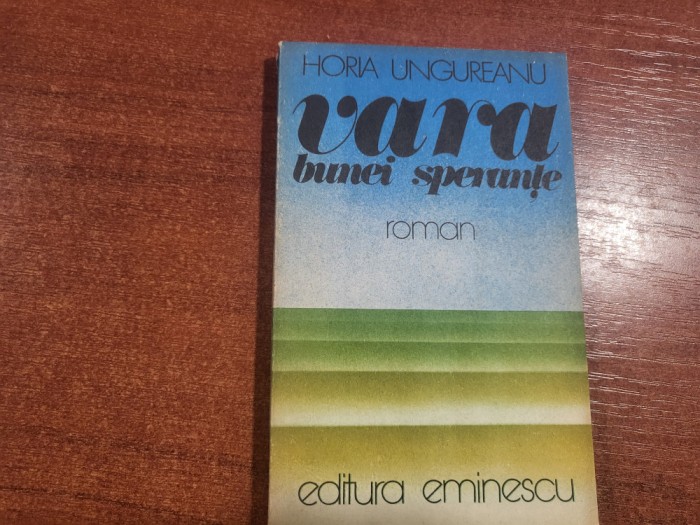 HORIA UNGUREANU
vara
bunei speranțe
roman
editura eminescu